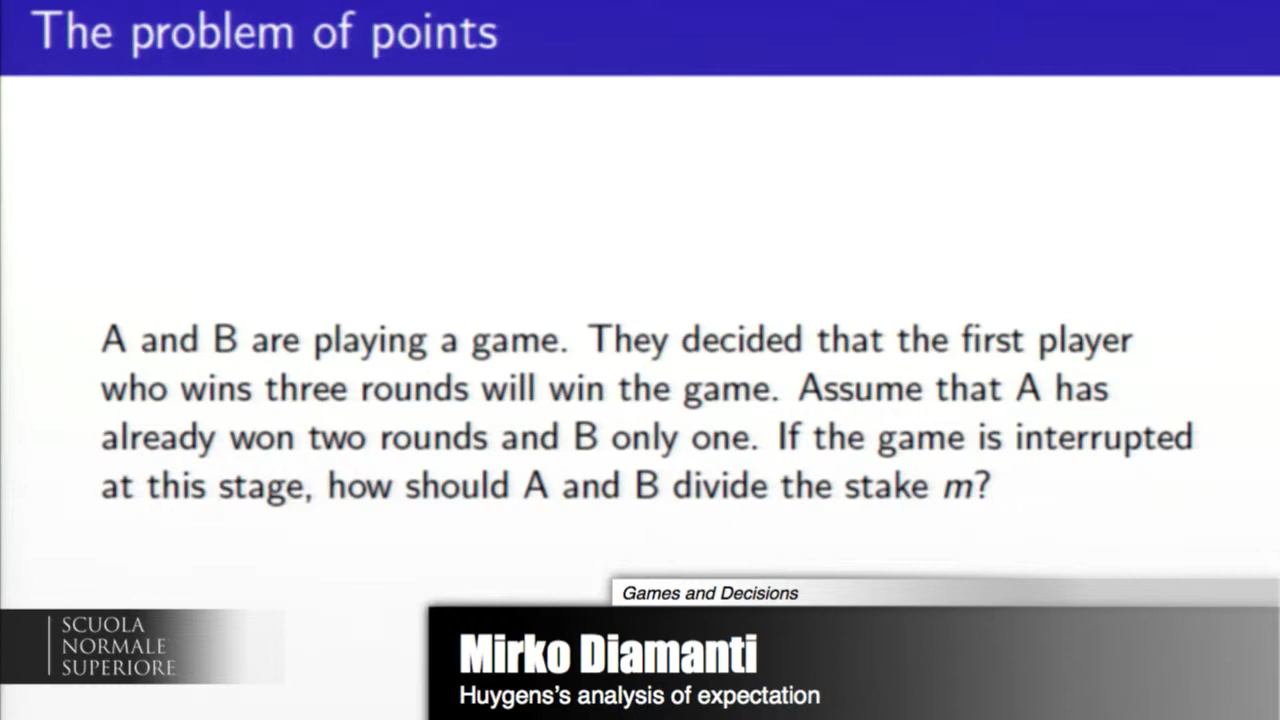 The problem of points
A and B are playing a game. They decided that the first player
who wins three rounds will win the game. Assume that A has
already won two rounds and B only one. If the game is interrupted
at this stage, how should A and B divide the stake m?
Games and Decisions
SCUOLA
NORMALE
SUPERIORE
Mirko Diamanti
Huygens's analysis of expectation